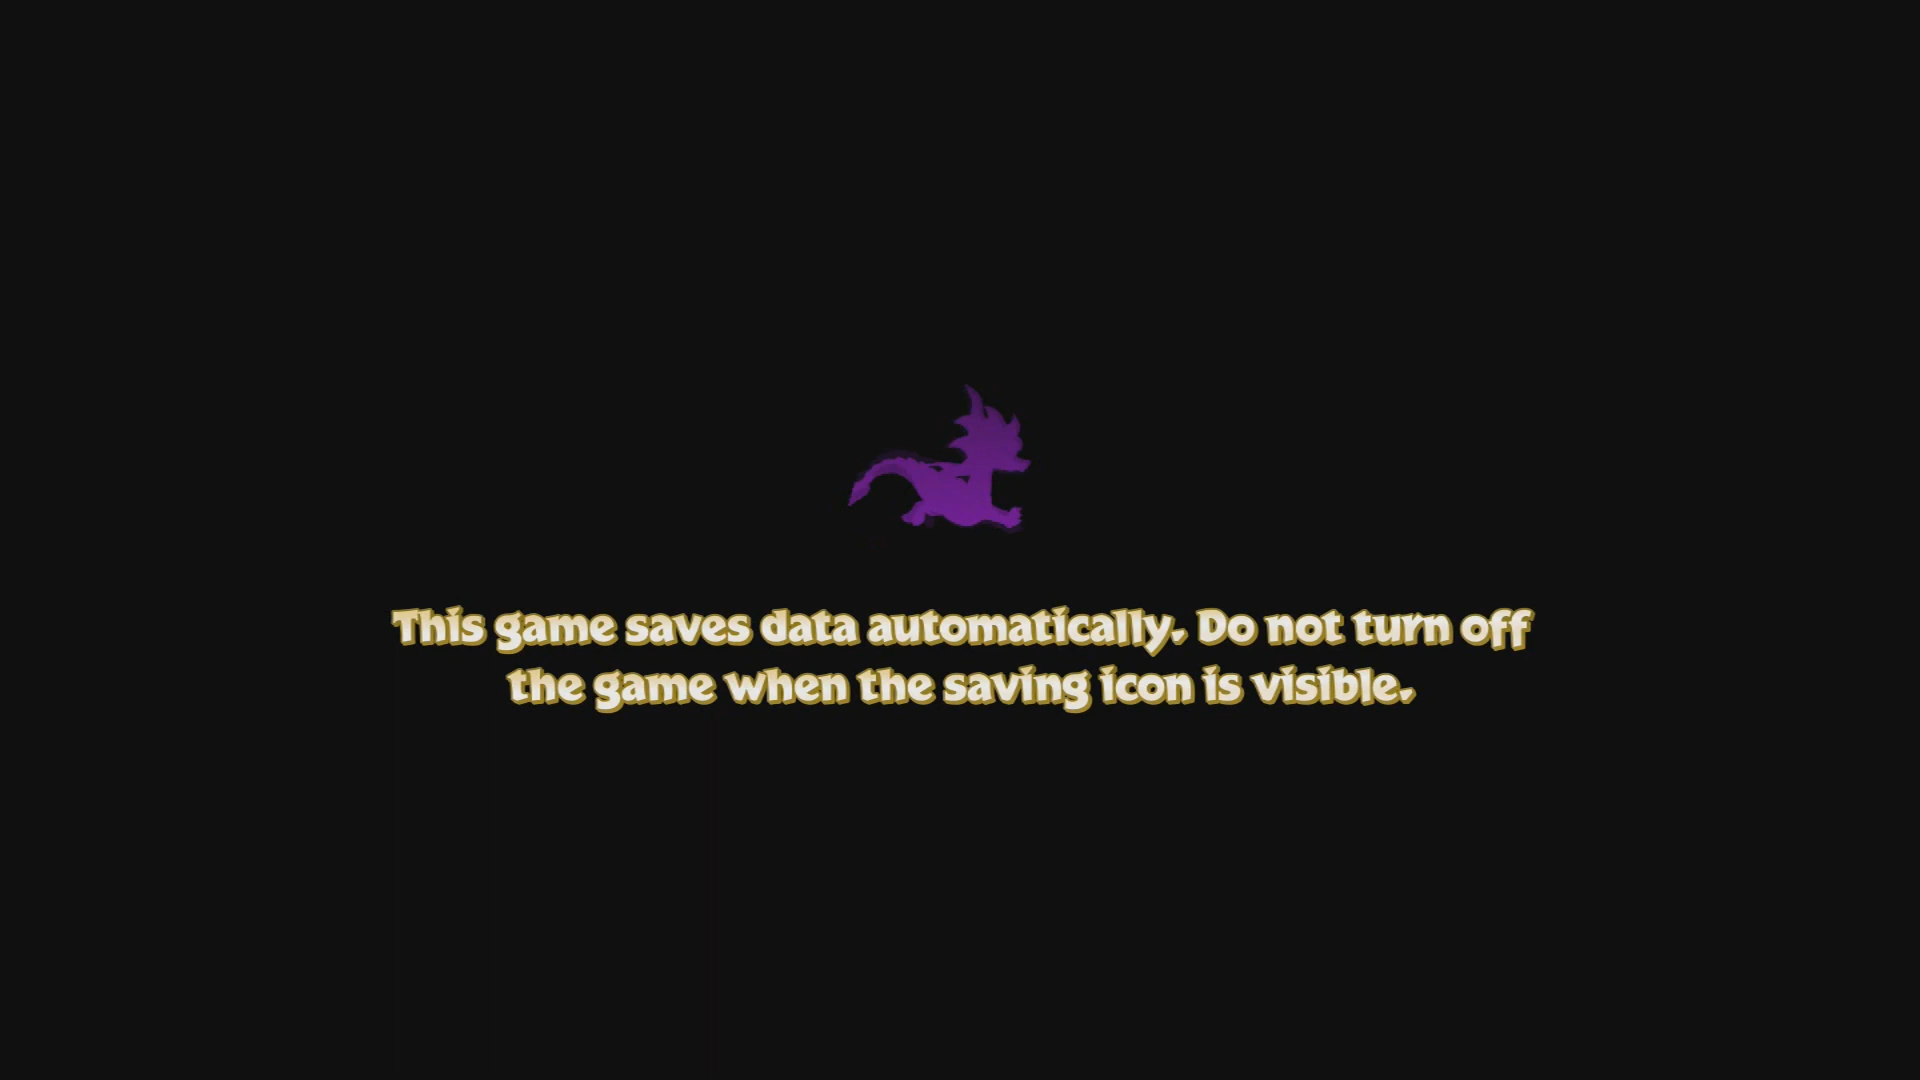 This game saves data automatically. Do not turn off
the game when the saving icon is visible.